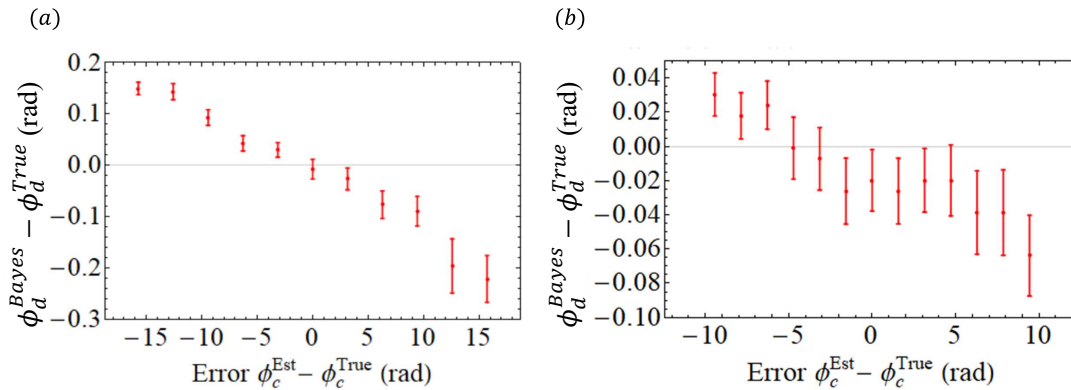 (a)
0.2
0.1
0.0
−0.1
−0.2
−0.3
ϕ_d^Bayes − ϕ_d^True (rad)
−15 −10 −5 0 5 10 15
Error ϕ_c^Est − ϕ_c^True (rad)
(b)
0.04
0.02
0.00
−0.02
−0.04
−0.06
−0.08
−0.10
ϕ_d^Bayes − ϕ_d^True (rad)
−10 −5 0 5 10
Error ϕ_c^Est − ϕ_c^True (rad)